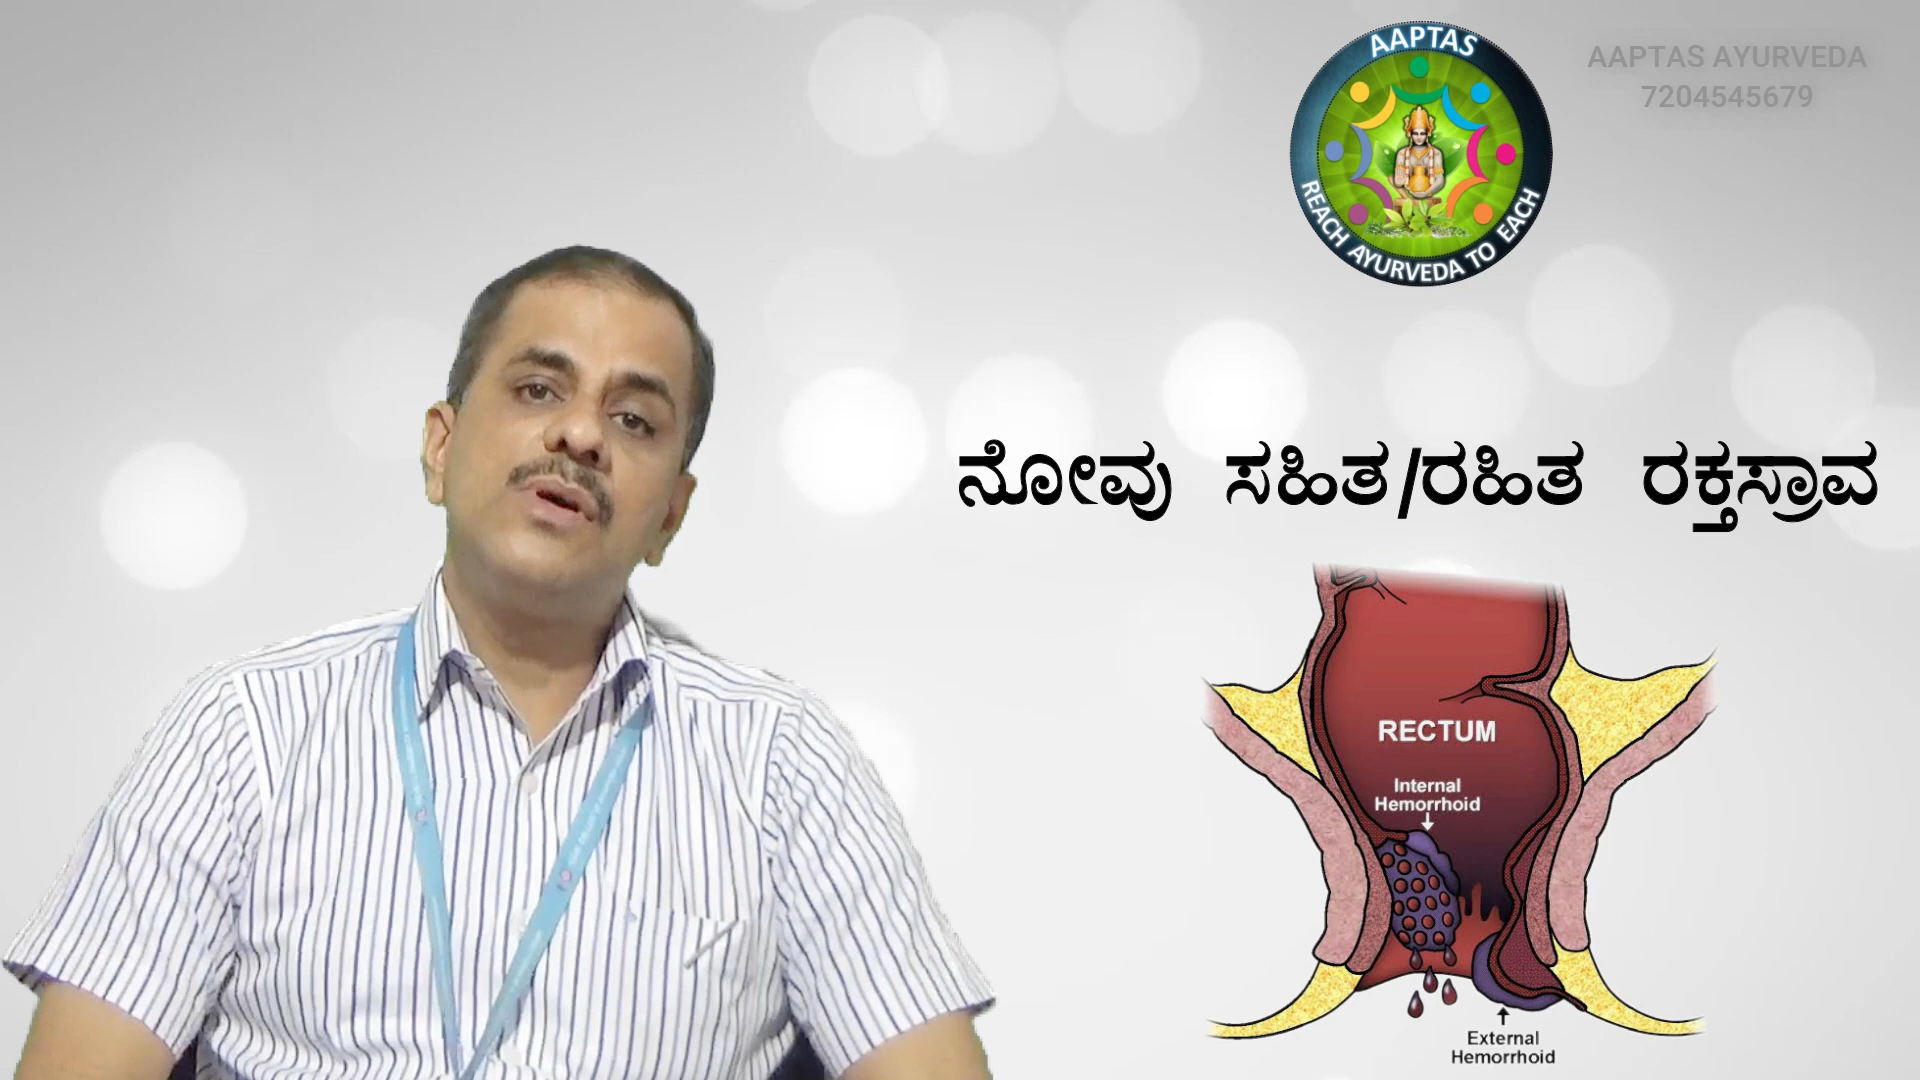 AAPTAS
REACH AYURVEDA TO EACH
AAPTAS AYURVEDA
7204545679
ನೋವು ಸಹಿತ/ರಹಿತ ರಕ್ತಸ್ರಾವ
RECTUM
Internal
Hemorrhoid
External
Hemorrhoid